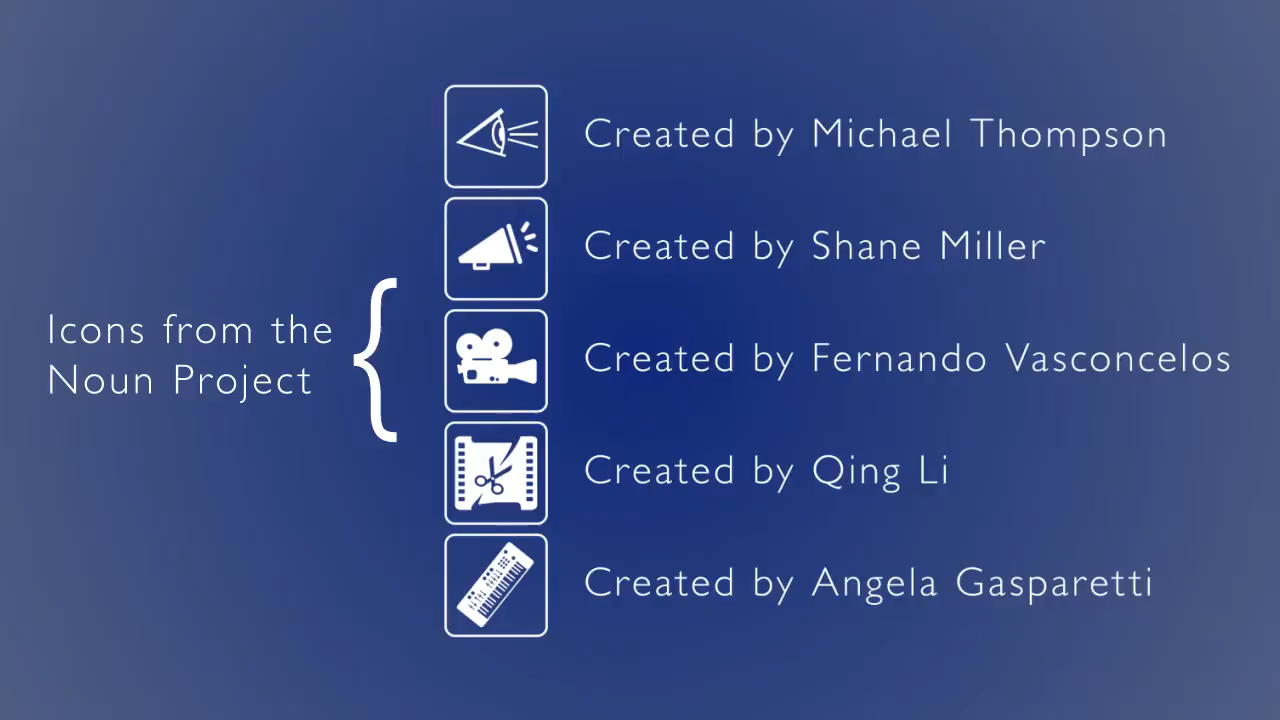 Icons from the
Noun Project
{
Created by Michael Thompson
Created by Shane Miller
Created by Fernando Vasconcelos
Created by Qing Li
Created by Angela Gasparetti